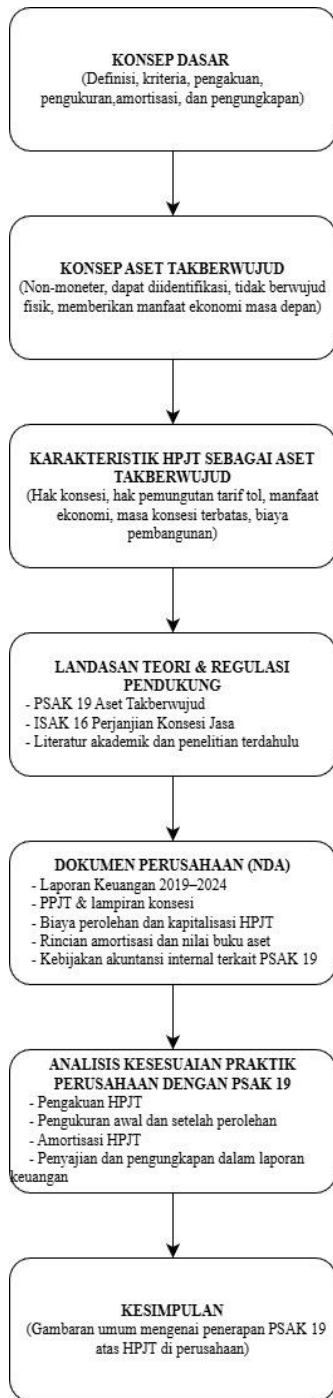 KONSEP DASAR
(Definisi, kriteria, pengakuan,
pengukuran,amortisasi, dan pengungkapan)
KONSEP ASET TAKBERWUJUD
(Non-moneter, dapat diidentifikasi, tidak berwujud
fisik, memberikan manfaat ekonomi masa depan)
KARAKTERISTIK HPJT SEBAGAI ASET
TAKBERWUJUD
(Hak konsesi, hak pemungutan tarif tol, manfaat
ekonomi, masa konsesi terbatas, biaya
pembangunan)
LANDASAN TEORI & REGULASI
PENDUKUNG
- PSAK 19 Aset Takberwujud
- ISAK 16 Perjanjian Konsesi Jasa
- Literatur akademik dan penelitian terdahulu
DOKUMEN PERUSAHAAN (NDA)
- Laporan Keuangan 2019–2024
- PPJT & lampiran konsesi
- Biaya perolehan dan kapitalisasi HPJT
- Rincian amortisasi dan nilai buku aset
- Kebijakan akuntansi internal terkait PSAK 19
ANALISIS KESESUAIAN PRAKTIK
PERUSAHAAN DENGAN PSAK 19
- Pengakuan HPJT
- Pengukuran awal dan setelah perolehan
- Amortisasi HPJT
- Penyajian dan pengungkapan dalam laporan
keuangan
KESIMPULAN
(Gambaran umum mengenai penerapan PSAK 19
atas HPJT di perusahaan)